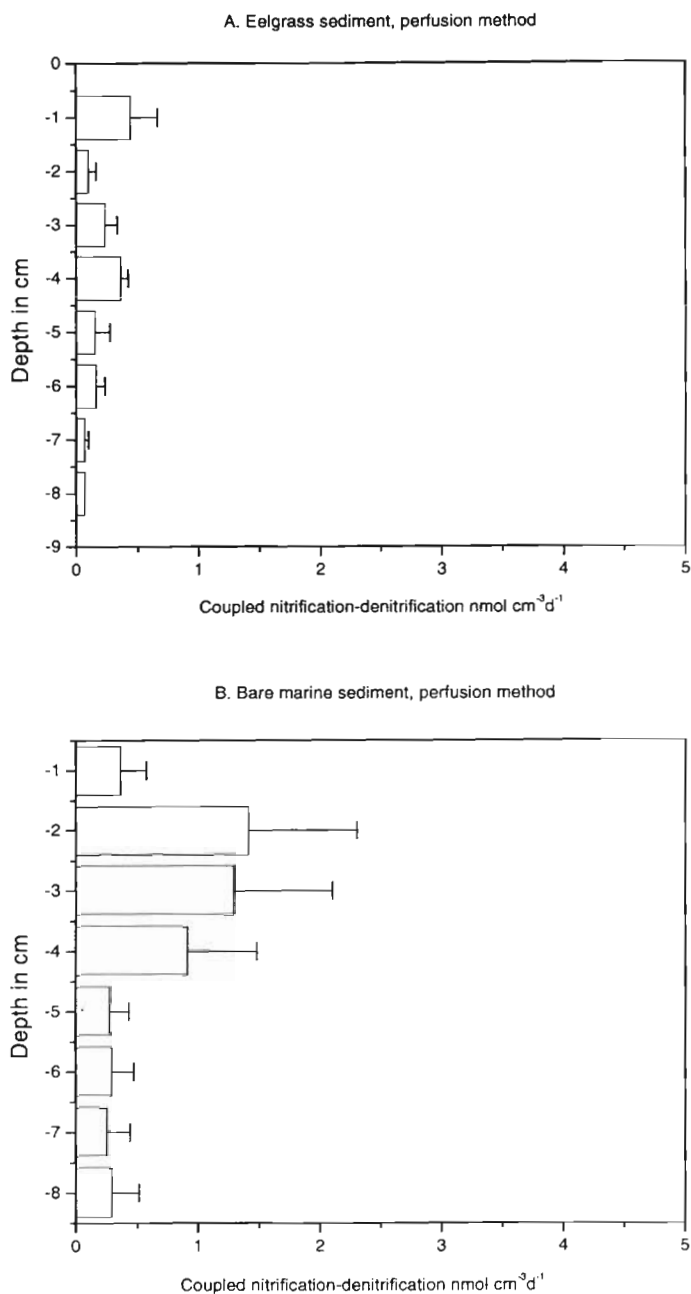 A. Eelgrass sediment, perfusion method
0
-1
-2
-3
-4
-5
-6
-7
-8
-9
Depth in cm
0 1 2 3 4 5
Coupled nitrification-denitrification nmol cm⁻³d⁻¹
B. Bare marine sediment, perfusion method
-1
-2
-3
-4
-5
-6
-7
-8
Depth in cm
0 1 2 3 4 5
Coupled nitrification-denitrification nmol cm⁻³d⁻¹